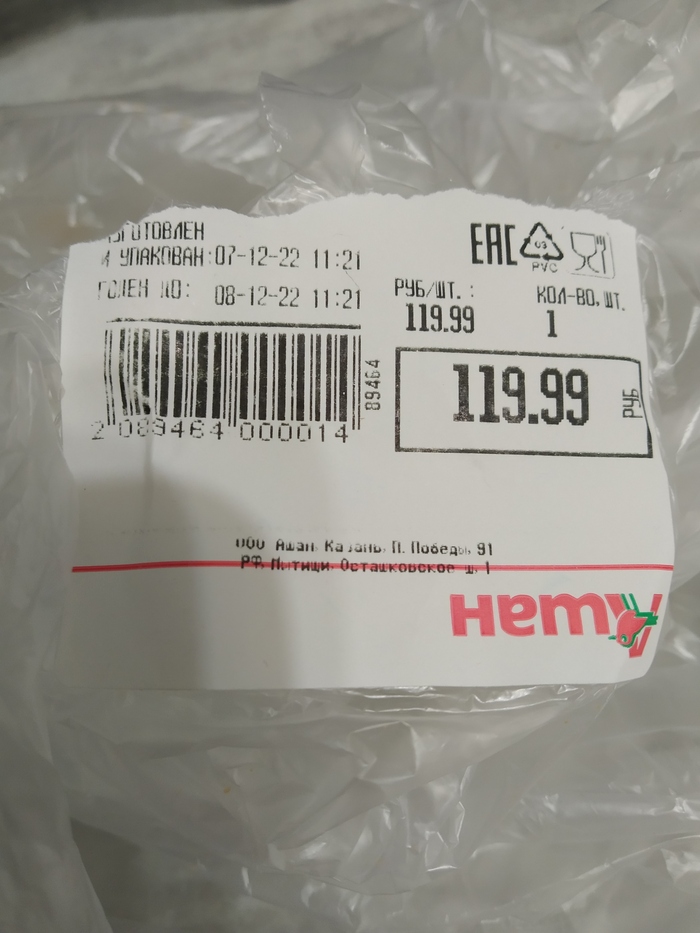 ИЗГОТОВЛЕН
И УПАКОВАН:07-12-22 11:21
ГОДЕН ДО: 08-12-22 11:21
EAC
03
PVC
РУБ/ШТ.: КОЛ-ВО,ШТ.
119.99 1
119.99 РУБ
89464
2 089464 000014
ООО Ашан, Казань, П. Победы, 91
РФ, Мытищи, Осташковское ш, 1
Ашан